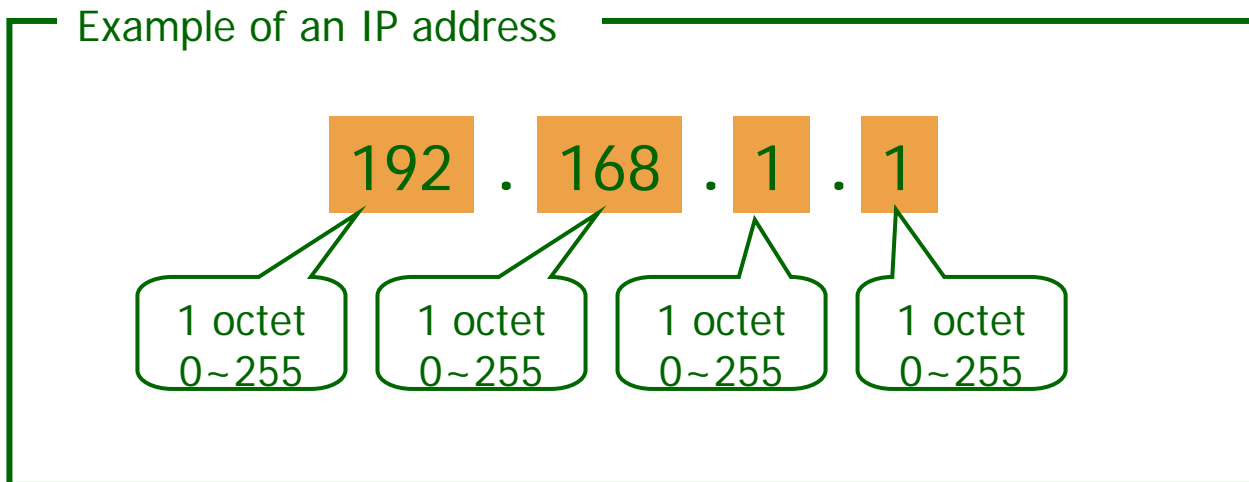 Example of an IP address
192 . 168 . 1 . 1
1 octet
0~255
1 octet
0~255
1 octet
0~255
1 octet
0~255